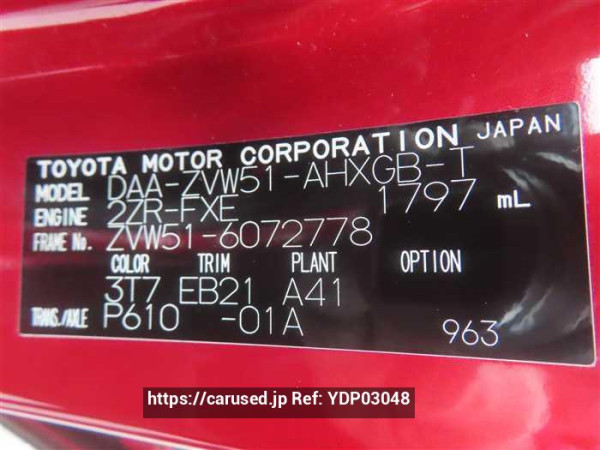 TOYOTA MOTOR CORPORATION JAPAN
MODEL DAA-ZVW51-AHXGB-T
ENGINE 2ZR-FXE 1797 mL
FRAME No. ZVW51-6072778
COLOR TRIM PLANT OPTION
3T7 EB21 A41
TRANS./AXLE P610 -01A 963
https://carused.jp Ref: YDP03048